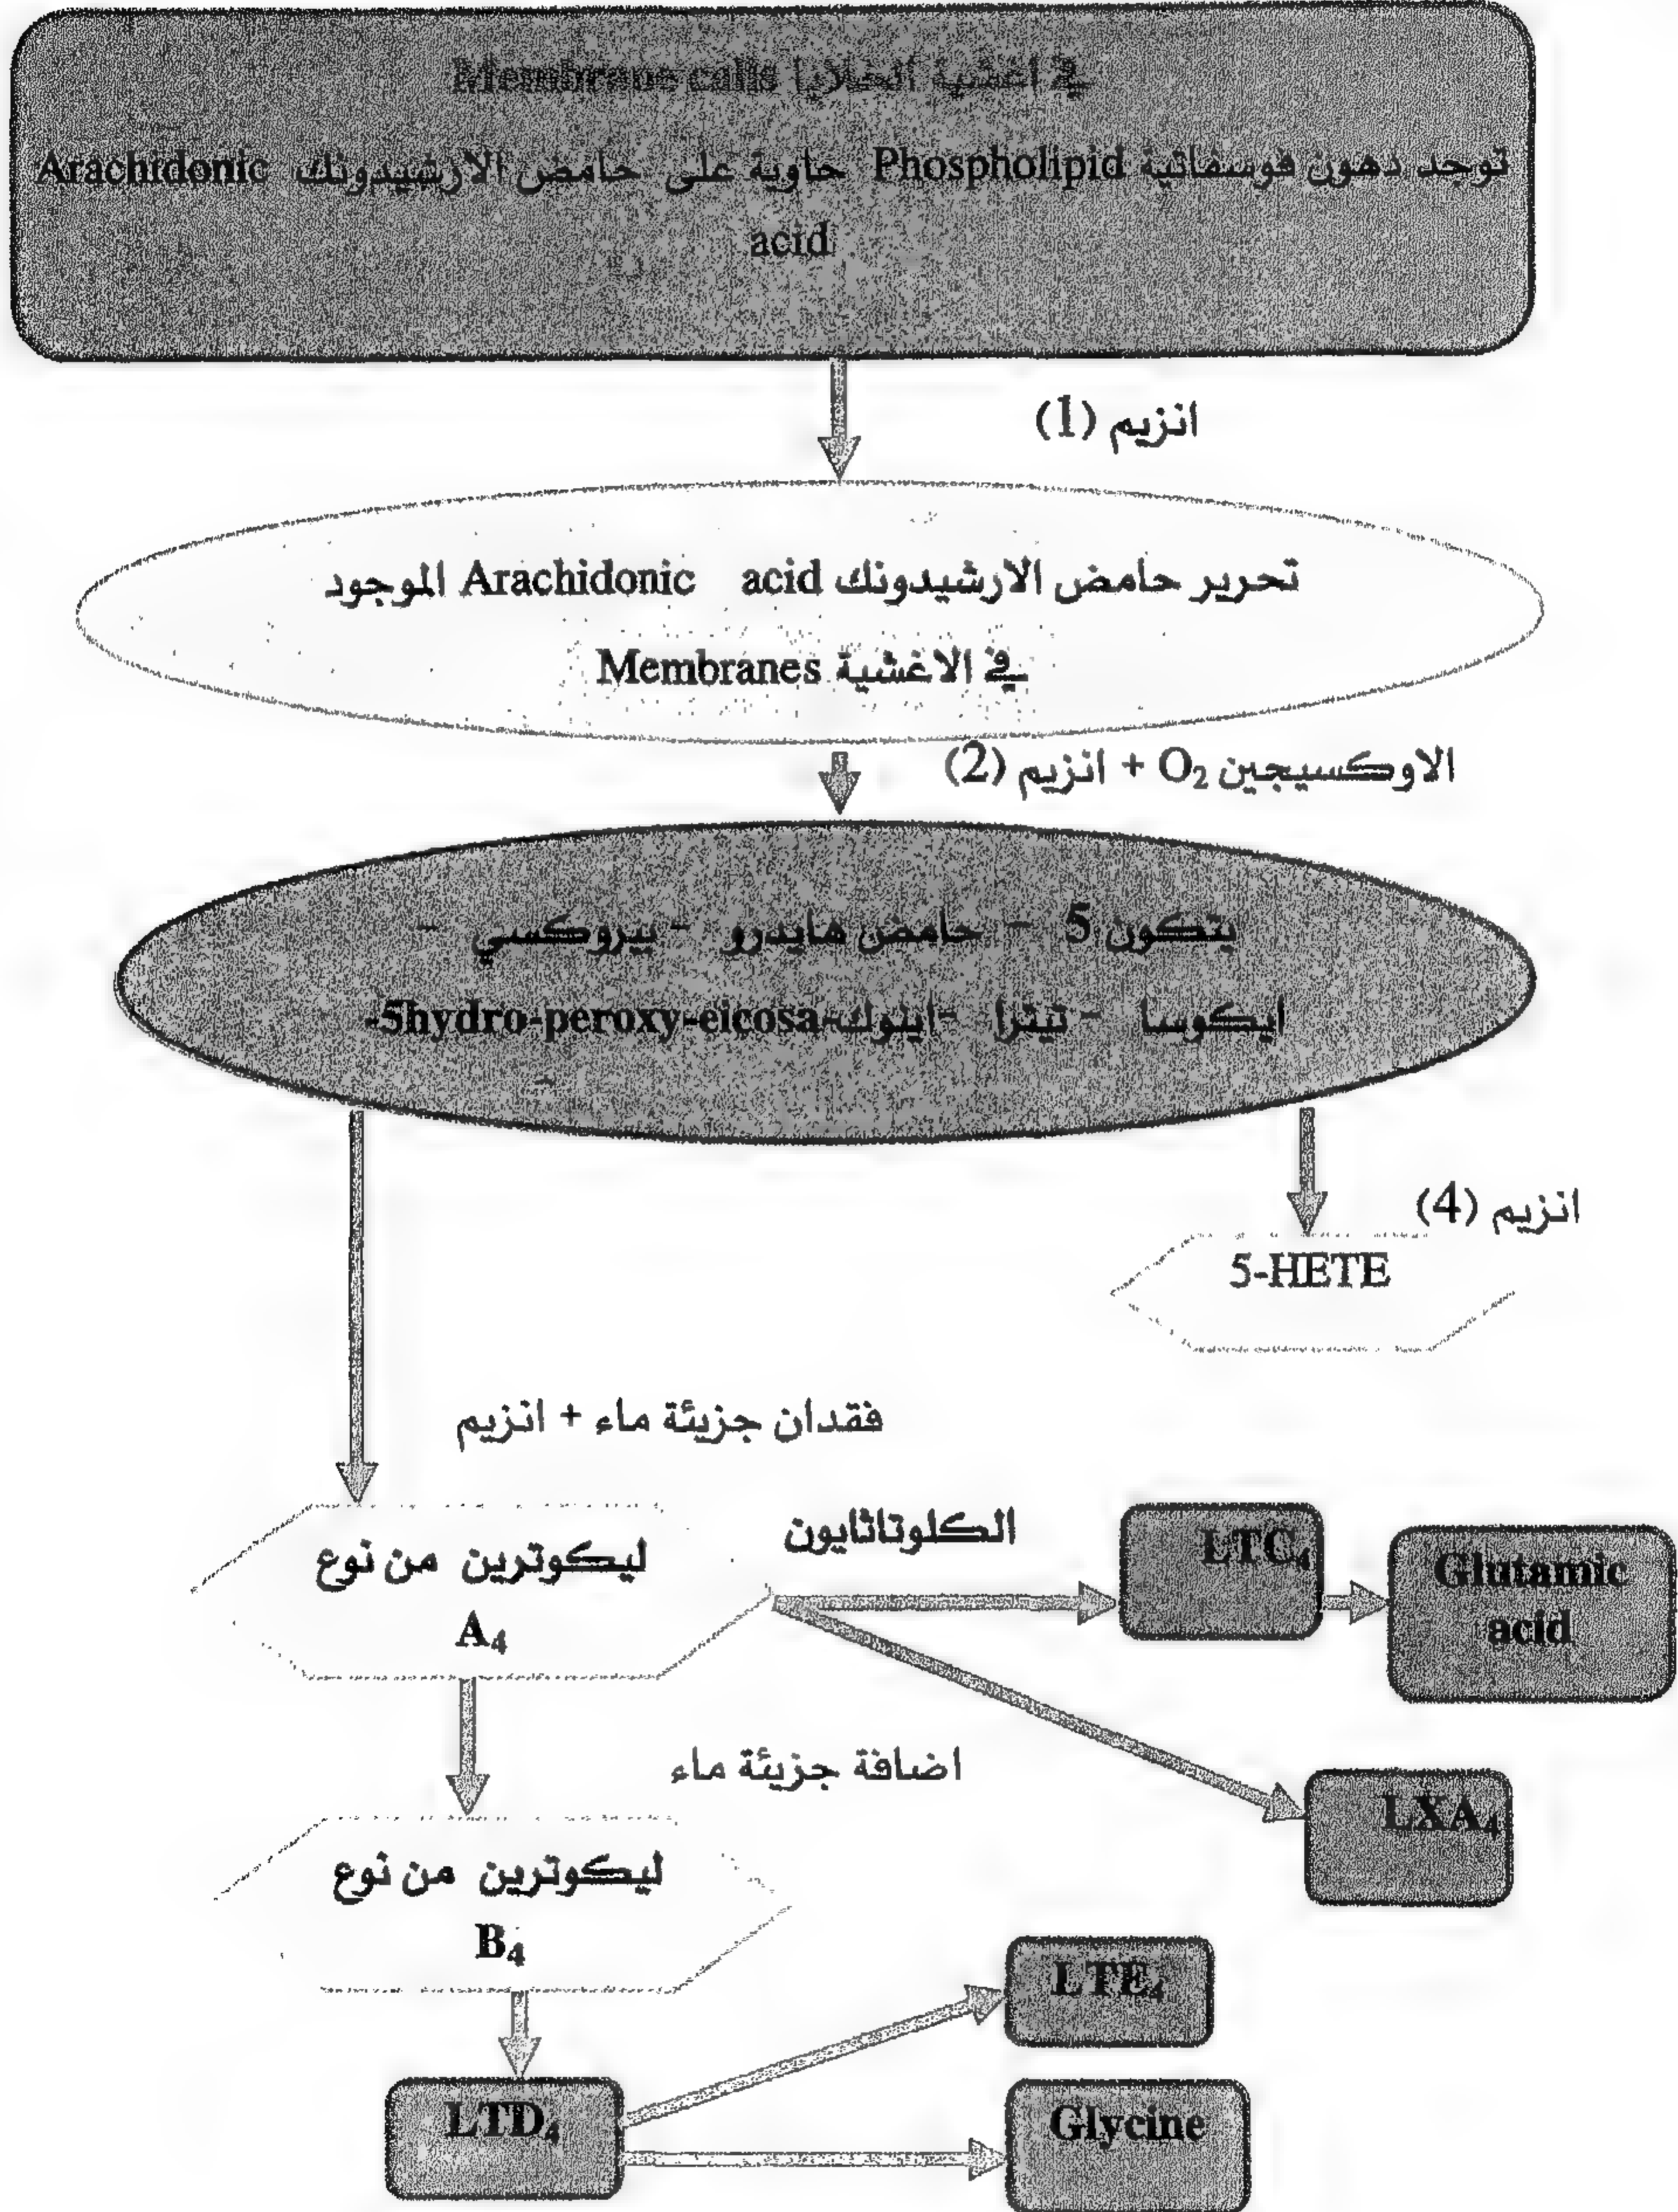 في اغشية الخلايا Membrane cells
توجد دهون فوسفاتية Phospholipid حاوية على حامض الارشيدونك Arachidonic
acid
انزيم (1)
تحرير حامض الارشيدونك Arachidonic acid الموجود
في الاغشية Membranes
الاوكسيجين O₂ + انزيم (2)
يتكون 5 - حامض هايدرو - بيروكسي -
ايكوسا - تيترا - اينوك-5hydro-peroxy-eicosa-
انزيم (4)
5-HETE
فقدان جزيئة ماء + انزيم
ليكوترين من نوع
A₄
الكلوتاثايون
LTC₄
Glutamic
acid
اضافة جزيئة ماء
LXA₄
ليكوترين من نوع
B₄
LTE₄
LTD₄
Glycine